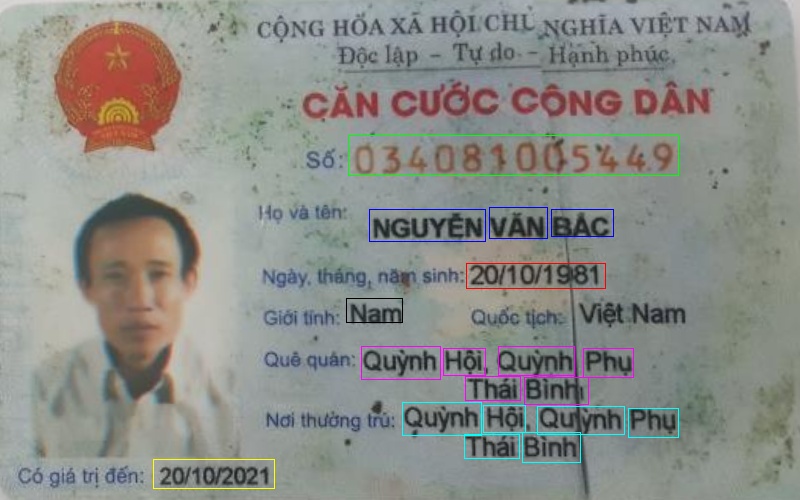 CỘNG HÒA XÃ HỘI CHỦ NGHĨA VIỆT NAM
Độc lập - Tự do - Hạnh phúc
CĂN CƯỚC CÔNG DÂN
Số: 034081005449
Họ và tên: NGUYỄN VĂN BẮC
Ngày, tháng, năm sinh: 20/10/1981
Giới tính: Nam Quốc tịch: Việt Nam
Quê quán: Quỳnh Hội, Quỳnh Phụ
Thái Bình
Nơi thường trú: Quỳnh Hội, Quỳnh Phụ
Thái Bình
Có giá trị đến: 20/10/2021